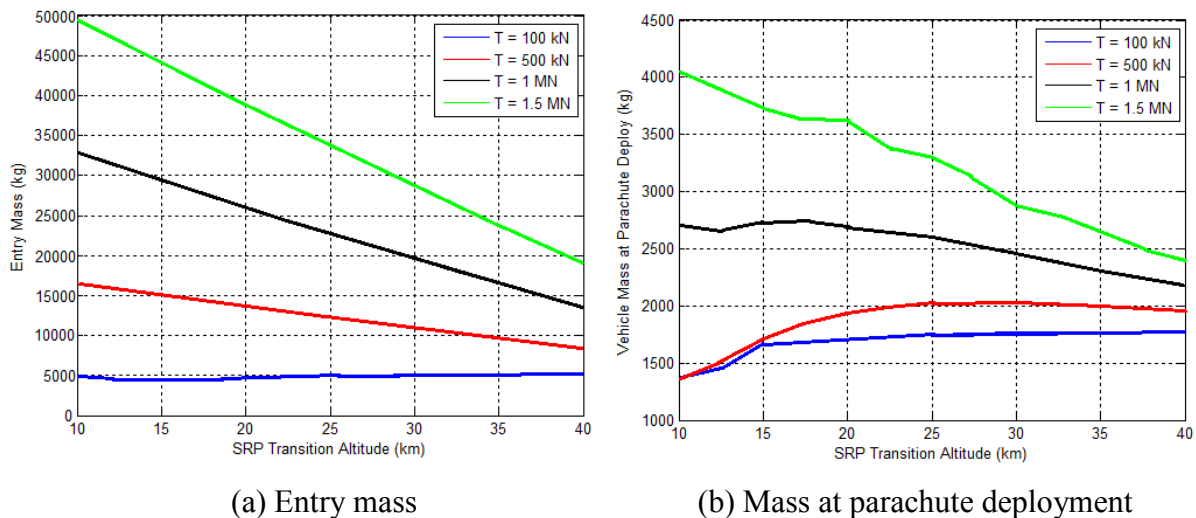 50000
45000
40000
35000
30000
25000
20000
15000
10000
5000
0
Entry Mass (kg)
T = 100 kN
T = 500 kN
T = 1 MN
T = 1.5 MN
10 15 20 25 30 35 40
SRP Transition Altitude (km)
(a) Entry mass
4500
4000
3500
3000
2500
2000
1500
1000
Vehicle Mass at Parachute Deploy (kg)
T = 100 kN
T = 500 kN
T = 1 MN
T = 1.5 MN
10 15 20 25 30 35 40
SRP Transition Altitude (km)
(b) Mass at parachute deployment